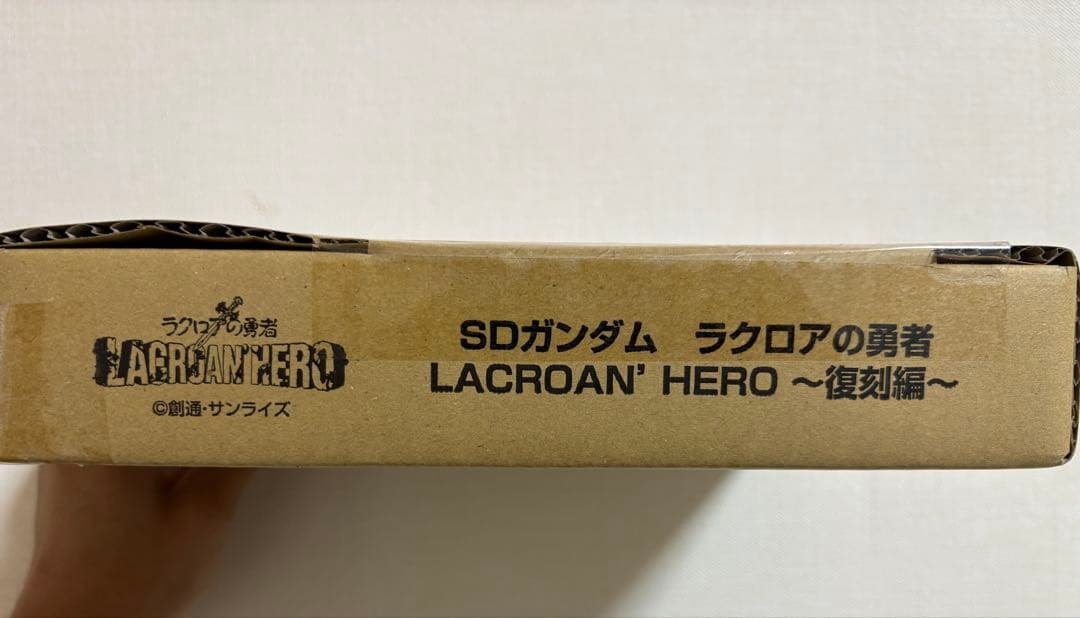 ラクロアの勇者
LACROAN'HERO
©創通・サンライズ
SDガンダム ラクロアの勇者
LACROAN' HERO ～復刻編～